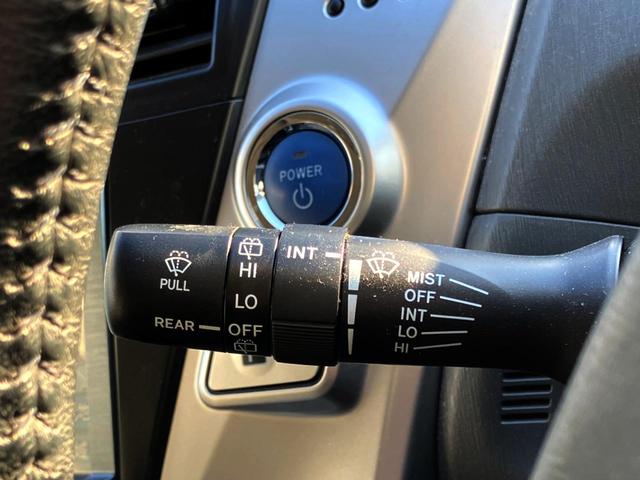 POWER
PULL
REAR
HI
LO
OFF
INT
MIST
OFF
INT
LO
HI